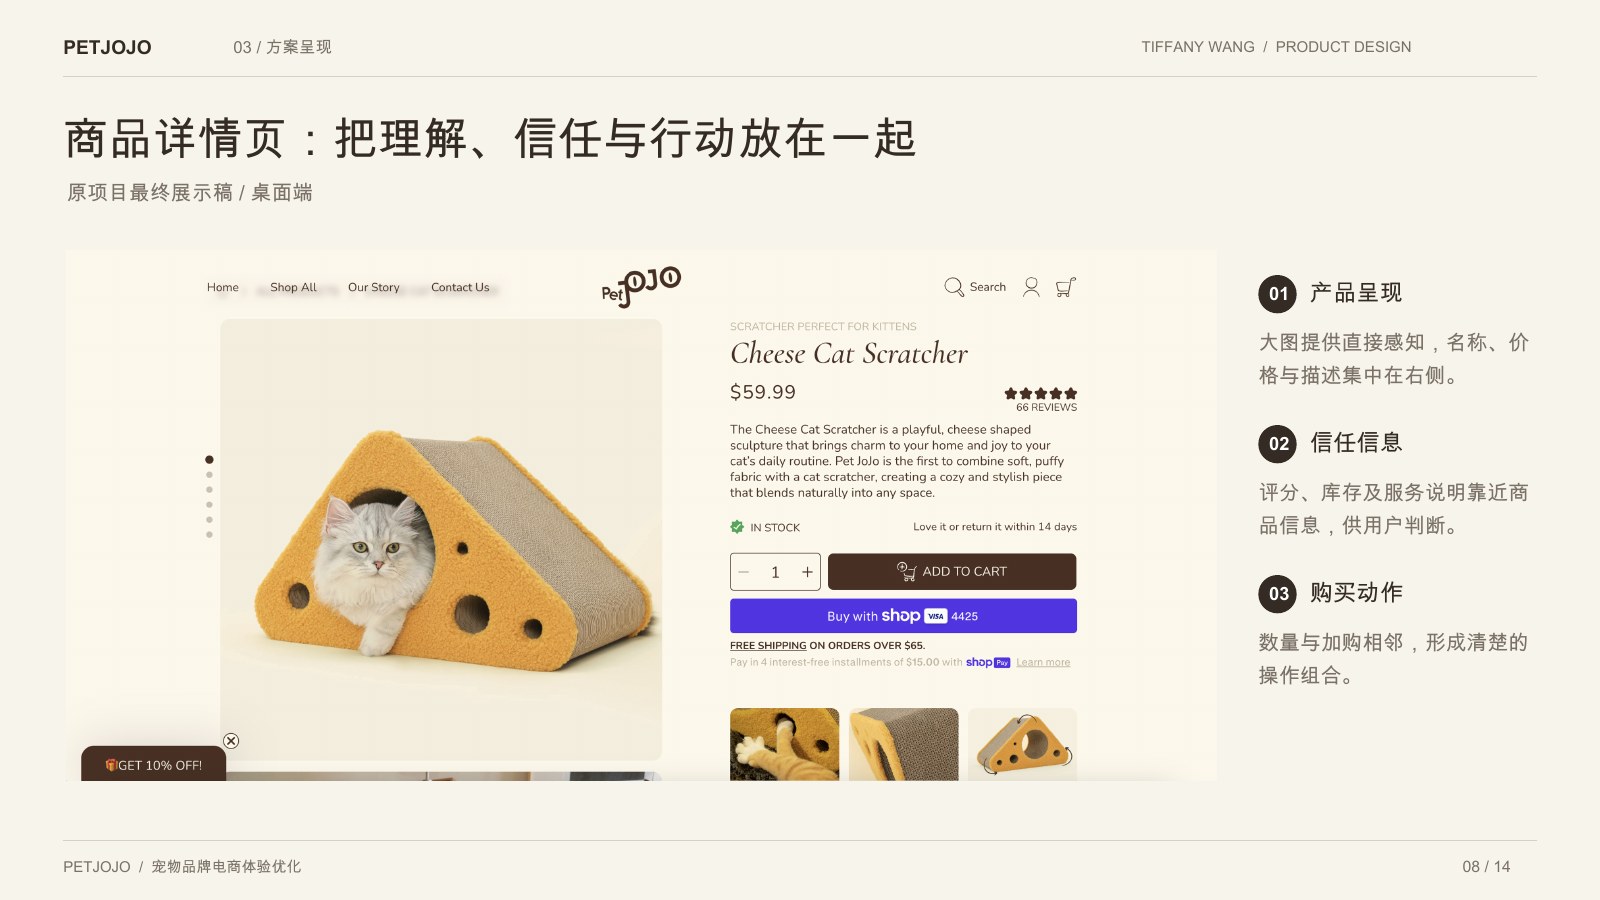 PETJOJO
03 / 方案呈现
TIFFANY WANG / PRODUCT DESIGN
商品详情页：把理解、信任与行动放在一起
原项目最终展示稿 / 桌面端
Home Shop All Our Story Contact Us
Pet JOJO
Search
SCRATCHER PERFECT FOR KITTENS
Cheese Cat Scratcher
$59.99
66 REVIEWS
The Cheese Cat Scratcher is a playful, cheese shaped
sculpture that brings charm to your home and joy to your
cat's daily routine. Pet JoJo is the first to combine soft, puffy
fabric with a cat scratcher, creating a cozy and stylish piece
that blends naturally into any space.
IN STOCK
Love it or return it within 14 days
− 1 +
ADD TO CART
Buy with shop VISA 4425
FREE SHIPPING ON ORDERS OVER $65.
Pay in 4 interest-free installments of $15.00 with shop Pay Learn more
GET 10% OFF!
01 产品呈现
大图提供直接感知，名称、价
格与描述集中在右侧。
02 信任信息
评分、库存及服务说明靠近商
品信息，供用户判断。
03 购买动作
数量与加购相邻，形成清楚的
操作组合。
PETJOJO / 宠物品牌电商体验优化
08 / 14